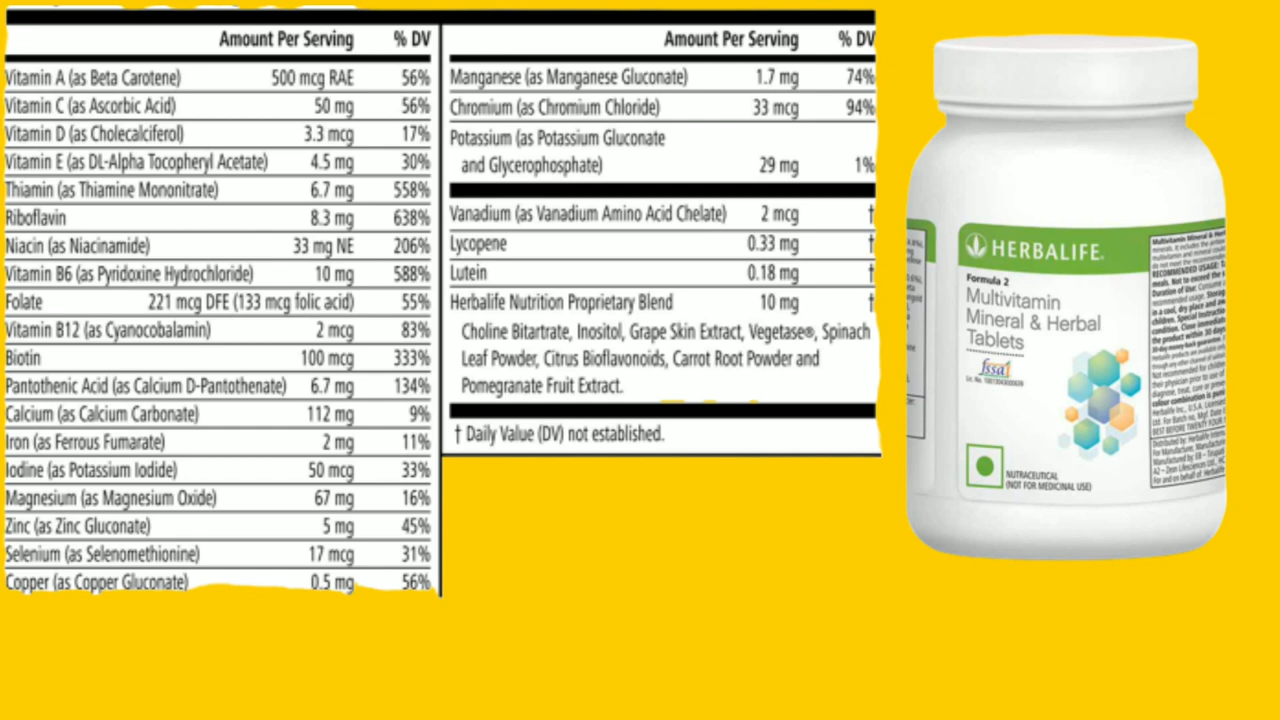 Amount Per Serving % DV
Vitamin A (as Beta Carotene) 500 mcg RAE 56%
Vitamin C (as Ascorbic Acid) 50 mg 56%
Vitamin D (as Cholecalciferol) 3.3 mcg 17%
Vitamin E (as DL-Alpha Tocopheryl Acetate) 4.5 mg 30%
Thiamin (as Thiamine Mononitrate) 6.7 mg 558%
Riboflavin 8.3 mg 638%
Niacin (as Niacinamide) 33 mg NE 206%
Vitamin B6 (as Pyridoxine Hydrochloride) 10 mg 588%
Folate 221 mcg DFE (133 mcg folic acid) 55%
Vitamin B12 (as Cyanocobalamin) 2 mcg 83%
Biotin 100 mcg 333%
Pantothenic Acid (as Calcium D-Pantothenate) 6.7 mg 134%
Calcium (as Calcium Carbonate) 112 mg 9%
Iron (as Ferrous Fumarate) 2 mg 11%
Iodine (as Potassium Iodide) 50 mcg 33%
Magnesium (as Magnesium Oxide) 67 mg 16%
Zinc (as Zinc Gluconate) 5 mg 45%
Selenium (as Selenomethionine) 17 mcg 31%
Copper (as Copper Gluconate) 0.5 mg 56%
Amount Per Serving % DV
Manganese (as Manganese Gluconate) 1.7 mg 74%
Chromium (as Chromium Chloride) 33 mcg 94%
Potassium (as Potassium Gluconate
and Glycerophosphate) 29 mg 1%
Vanadium (as Vanadium Amino Acid Chelate) 2 mcg †
Lycopene 0.33 mg †
Lutein 0.18 mg †
Herbalife Nutrition Proprietary Blend 10 mg †
Choline Bitartrate, Inositol, Grape Skin Extract, Vegetase®, Spinach
Leaf Powder, Citrus Bioflavonoids, Carrot Root Powder and
Pomegranate Fruit Extract.
† Daily Value (DV) not established.
HERBALIFE.
Formula 2
Multivitamin
Mineral & Herbal
Tablets
fssai
NUTRACEUTICAL
(NOT FOR MEDICINAL USE)